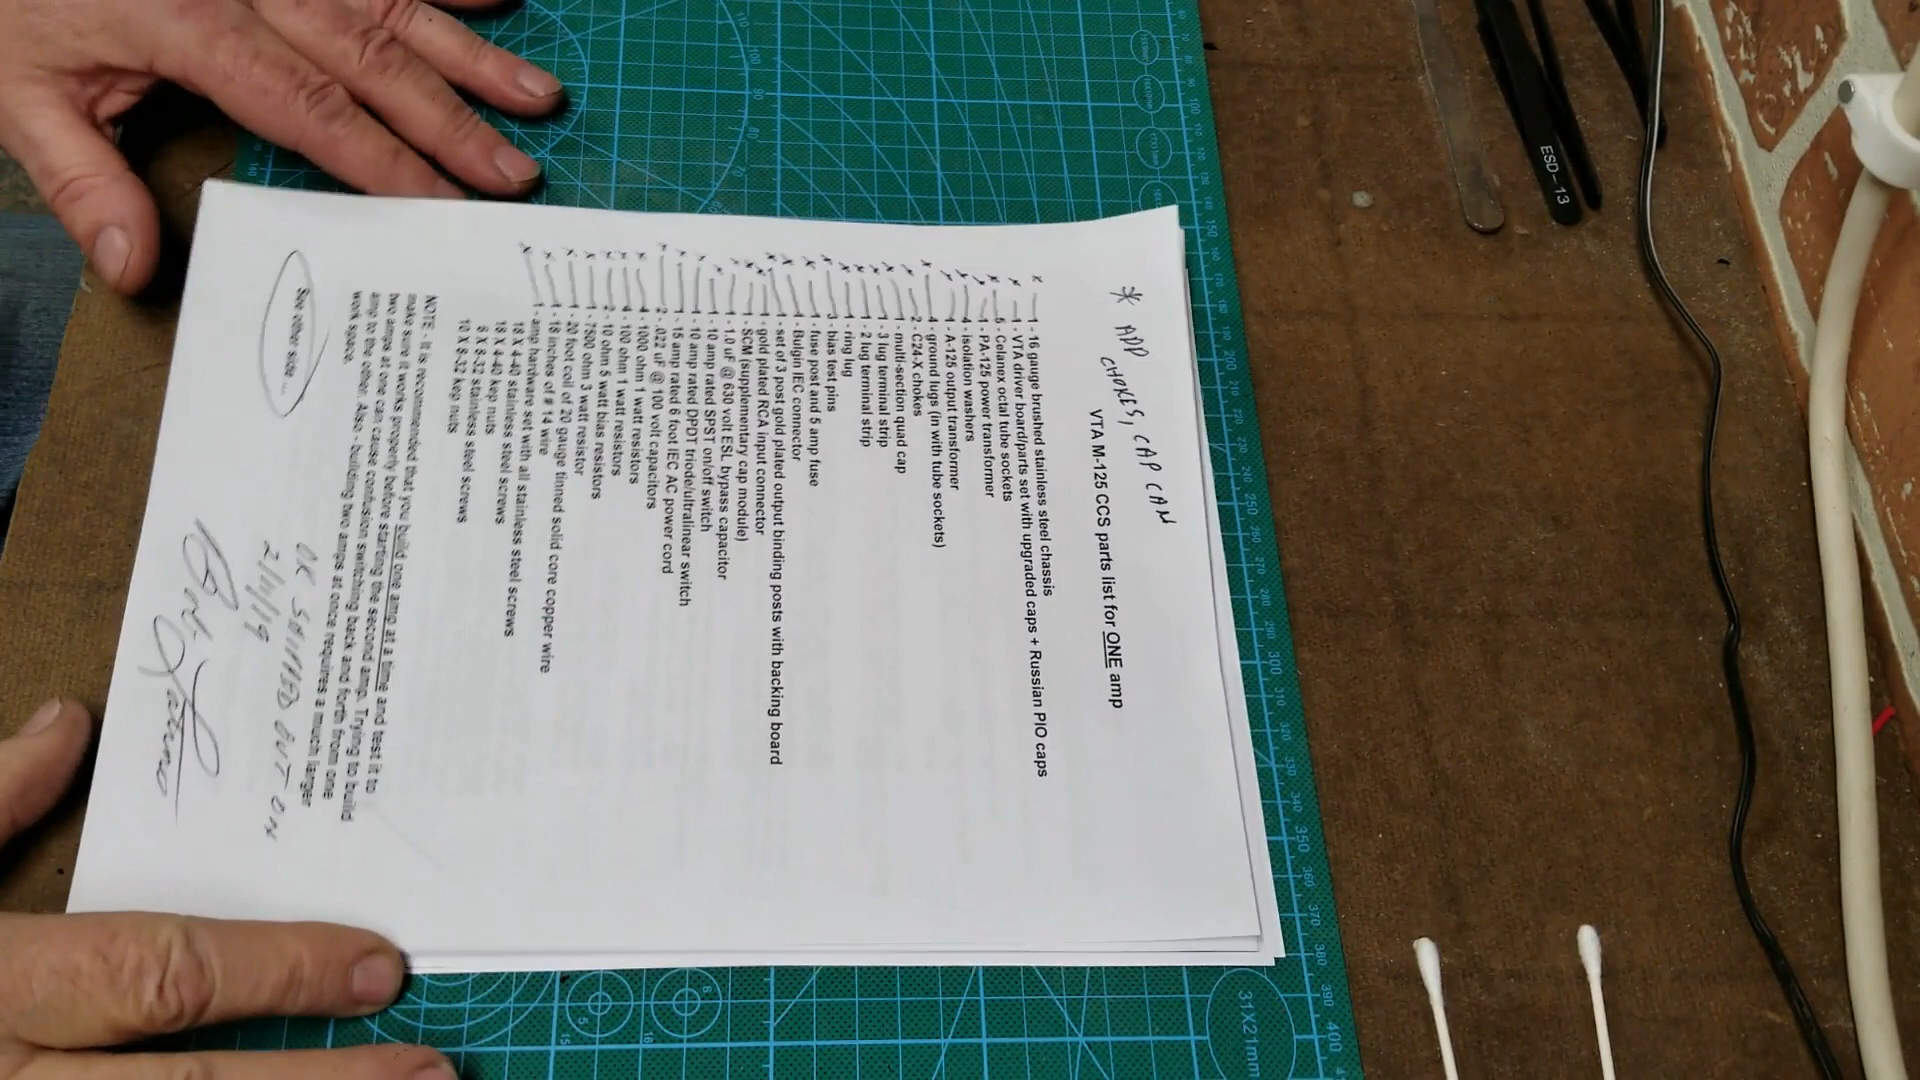 * ADD CHOKES, CAP CAN
VTA M-125 CCS parts list for ONE amp
x 1 - 16 gauge brushed stainless steel chassis
x 1 - VTA driver board/parts set with upgraded caps + Russian PIO caps
x 5 - Celanex octal tube sockets
x 1 - PA-125 power transformer
x 4 - isolation washers
x 1 - A-125 output transformer
x 4 - ground lugs (in with tube sockets)
x 2 - C24-X chokes
x 1 - multi-section quad cap
x 1 - 3 lug terminal strip
x 1 - 2 lug terminal strip
x 1 - ring lug
x 3 - bias test pins
x 1 - fuse post and 5 amp fuse
x 1 - Bulgin IEC connector
x 1 - set of 3 post gold plated output binding posts with backing board
x 1 - gold plated RCA input connector
x 1 - SCM (supplementary cap module)
x 1 - 1.0 uF @ 630 volt ESL bypass capacitor
x 1 - 10 amp rated SPST on/off switch
x 1 - 10 amp rated DPDT triode/ultralinear switch
x 1 - 15 amp rated 6 foot IEC AC power cord
x 2 - .022 uF @ 100 volt capacitors
x 4 - 1000 ohm 1 watt resistors
x 4 - 100 ohm 1 watt resistors
x 2 - 10 ohm 5 watt bias resistors
x 1 - 7500 ohm 3 watt resistor
x 1 - 20 foot coil of 20 gauge tinned solid core copper wire
x 1 - 18 inches of # 14 wire
x 1 - amp hardware set with all stainless steel screws
18 X 4-40 stainless steel screws
18 X 4-40 kep nuts
6 X 8-32 stainless steel screws
10 X 8-32 kep nuts
NOTE: It is recommended that you build one amp at a time and test it to
make sure it works properly before starting the second amp. Trying to build
two amps at one can cause confusion switching back and forth from one
amp to the other. Also - building two amps at once requires a much larger
work space.
See other side ...
OK SHIPPED OUT ON
2/11/19
ESD-13
31X21mm